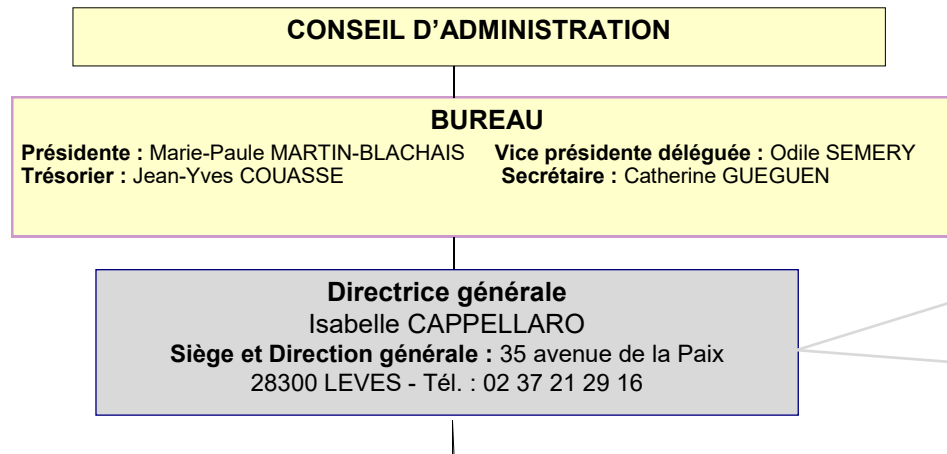 CONSEIL D'ADMINISTRATION
BUREAU
Présidente : Marie-Paule MARTIN-BLACHAIS Vice présidente déléguée : Odile SEMERY
Trésorier : Jean-Yves COUASSE Secrétaire : Catherine GUEGUEN
Directrice générale
Isabelle CAPPELLARO
Siège et Direction générale : 35 avenue de la Paix
28300 LEVES - Tél. : 02 37 21 29 16